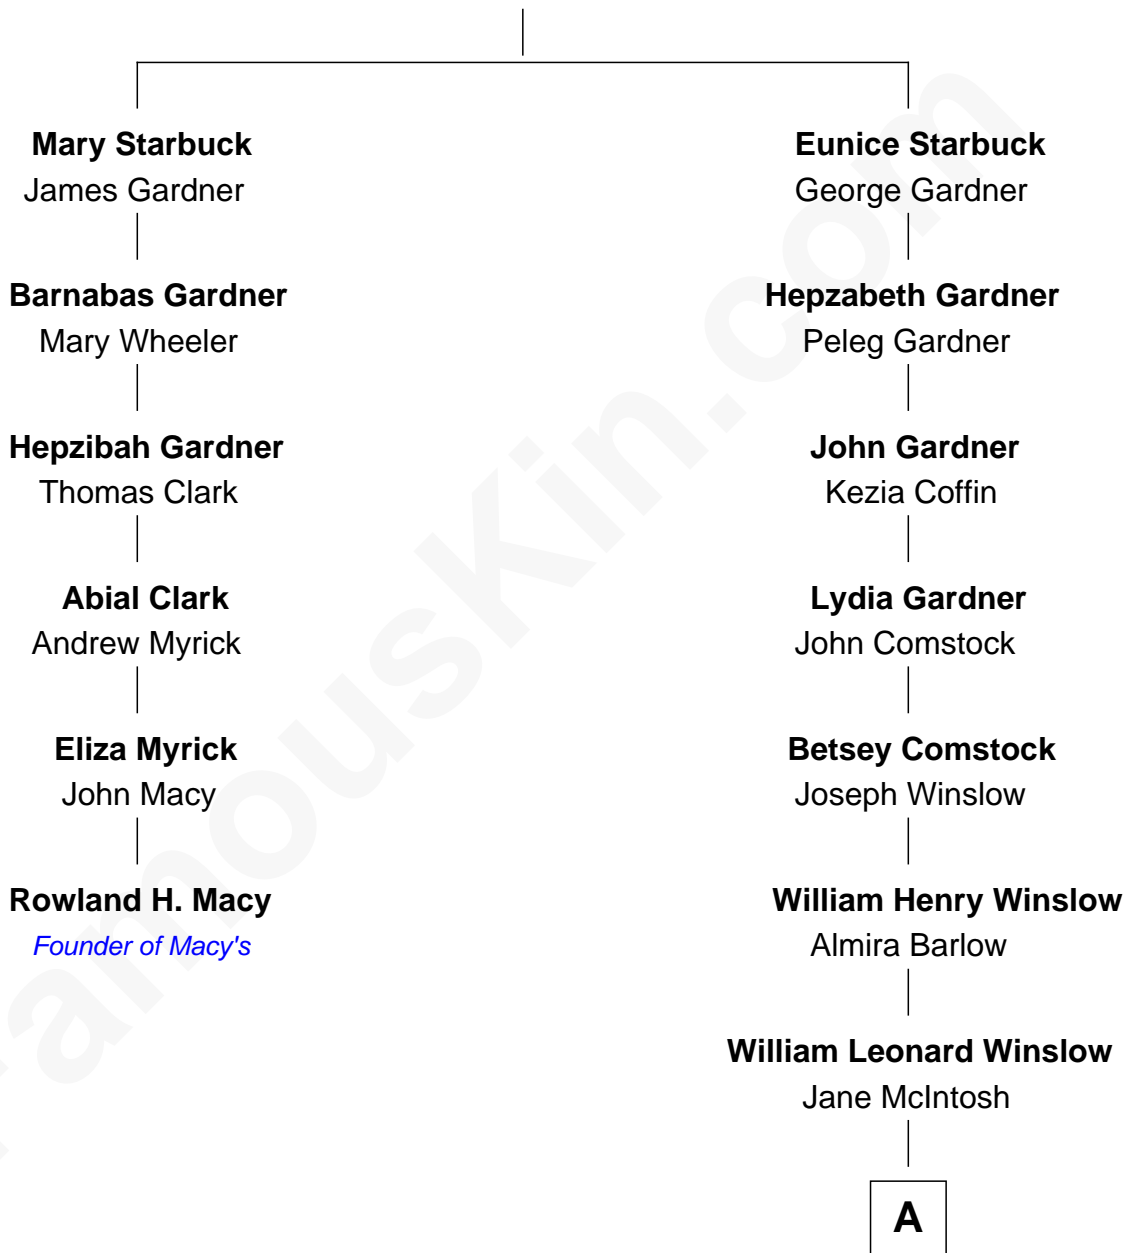 Mary Starbuck
James Gardner
Barnabas Gardner
Mary Wheeler
Hepzibah Gardner
Thomas Clark
Abial Clark
Andrew Myrick
Eliza Myrick
John Macy
Rowland H. Macy
Founder of Macy's
Eunice Starbuck
George Gardner
Hepzabeth Gardner
Peleg Gardner
John Gardner
Kezia Coffin
Lydia Gardner
John Comstock
Betsey Comstock
Joseph Winslow
William Henry Winslow
Almira Barlow
William Leonard Winslow
Jane McIntosh
A
FamousKin.com